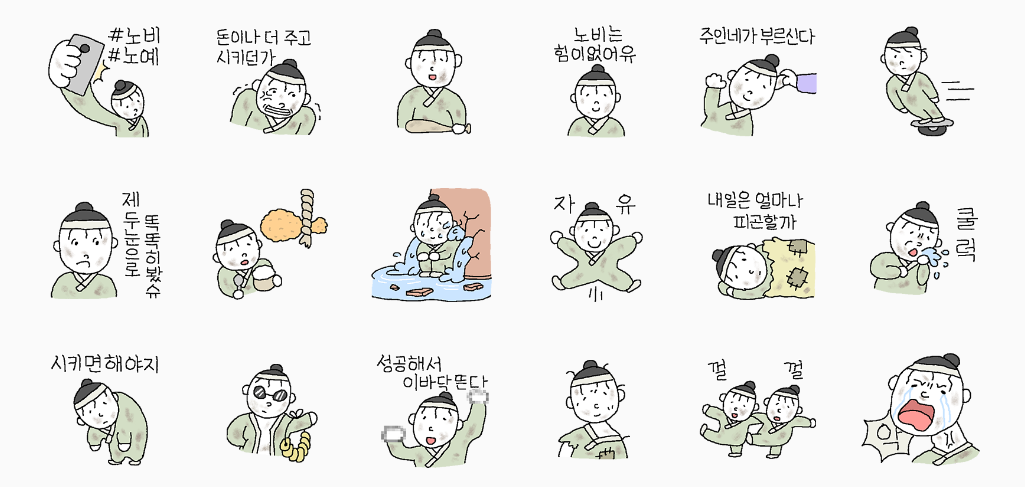 #노비
#노예
돈이나 더 주고
시키던가
노비는
힘이없어유
주인네가 부르신다
제
두눈으로
똑똑히봤슈
자 유
내일은 얼마나
피곤할까
쿨럭
시키면해야지
성공해서
이바닥뜬다
껄 껄
억